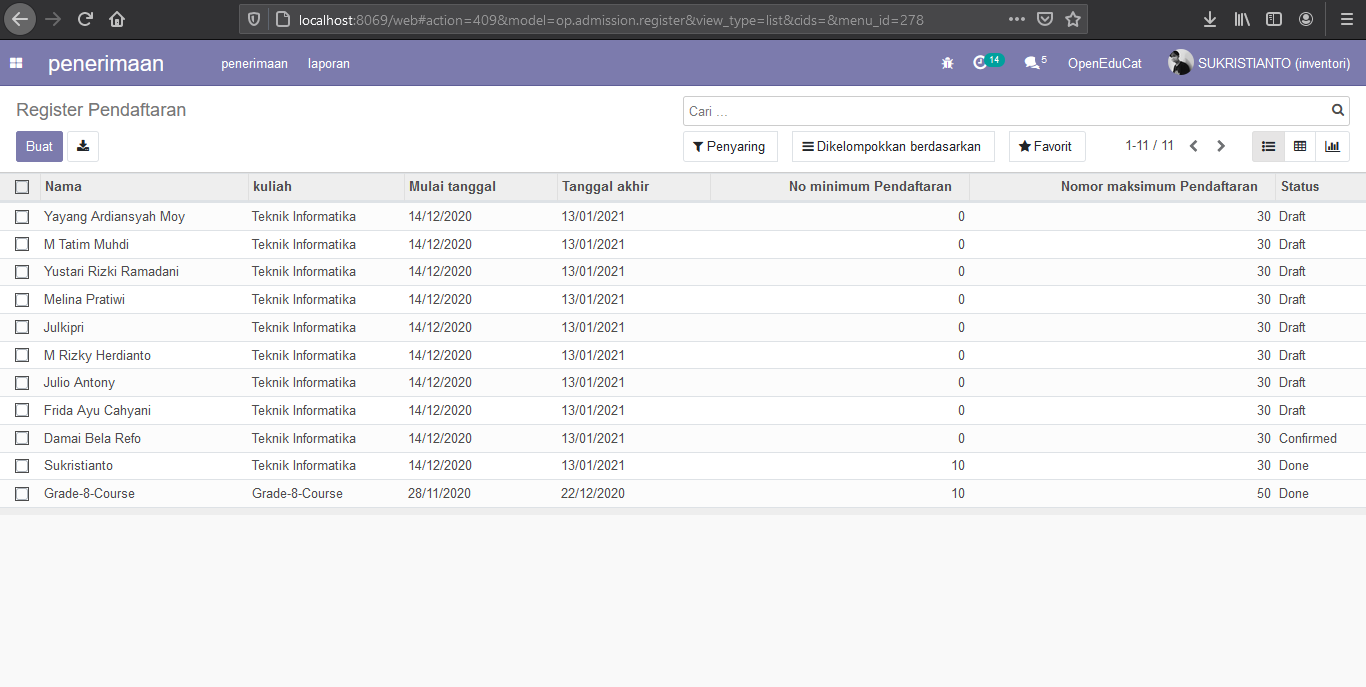 localhost:8069/web#action=409&model=op.admission.register&view_type=list&cids=&menu_id=278
penerimaan penerimaan laporan 14 5 OpenEduCat SUKRISTIANTO (inventori)
Register Pendaftaran Cari ...
Buat Penyaring Dikelompokkan berdasarkan Favorit 1-11 / 11
Nama kuliah Mulai tanggal Tanggal akhir No minimum Pendaftaran Nomor maksimum Pendaftaran Status
Yayang Ardiansyah Moy Teknik Informatika 14/12/2020 13/01/2021 0 30 Draft
M Tatim Muhdi Teknik Informatika 14/12/2020 13/01/2021 0 30 Draft
Yustari Rizki Ramadani Teknik Informatika 14/12/2020 13/01/2021 0 30 Draft
Melina Pratiwi Teknik Informatika 14/12/2020 13/01/2021 0 30 Draft
Julkipri Teknik Informatika 14/12/2020 13/01/2021 0 30 Draft
M Rizky Herdianto Teknik Informatika 14/12/2020 13/01/2021 0 30 Draft
Julio Antony Teknik Informatika 14/12/2020 13/01/2021 0 30 Draft
Frida Ayu Cahyani Teknik Informatika 14/12/2020 13/01/2021 0 30 Draft
Damai Bela Refo Teknik Informatika 14/12/2020 13/01/2021 0 30 Confirmed
Sukristianto Teknik Informatika 14/12/2020 13/01/2021 10 30 Done
Grade-8-Course Grade-8-Course 28/11/2020 22/12/2020 10 50 Done